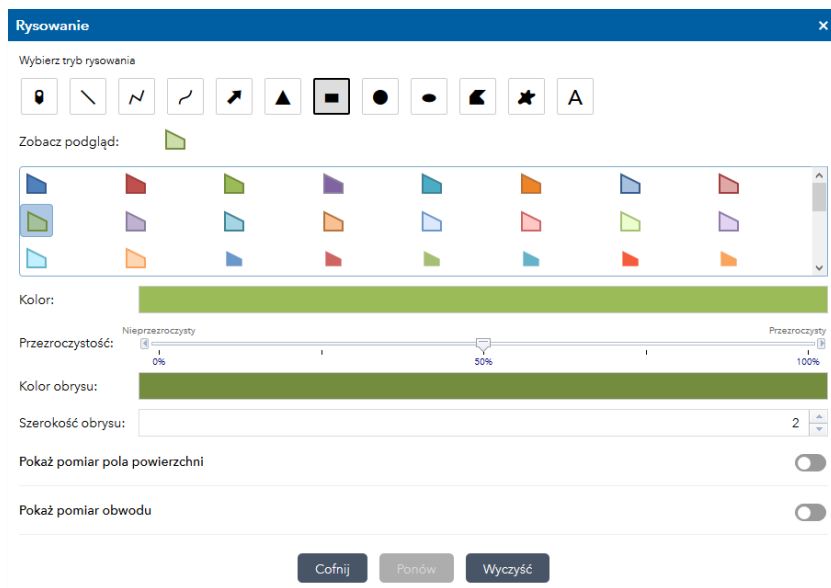 Rysowanie ×
Wybierz tryb rysowania
A
Zobacz podgląd:
Kolor:
Nieprzezroczysty Przezroczysty
Przezroczystość:
0% 50% 100%
Kolor obrysu:
Szerokość obrysu: 2
Pokaż pomiar pola powierzchni
Pokaż pomiar obwodu
Cofnij Ponów Wyczyść